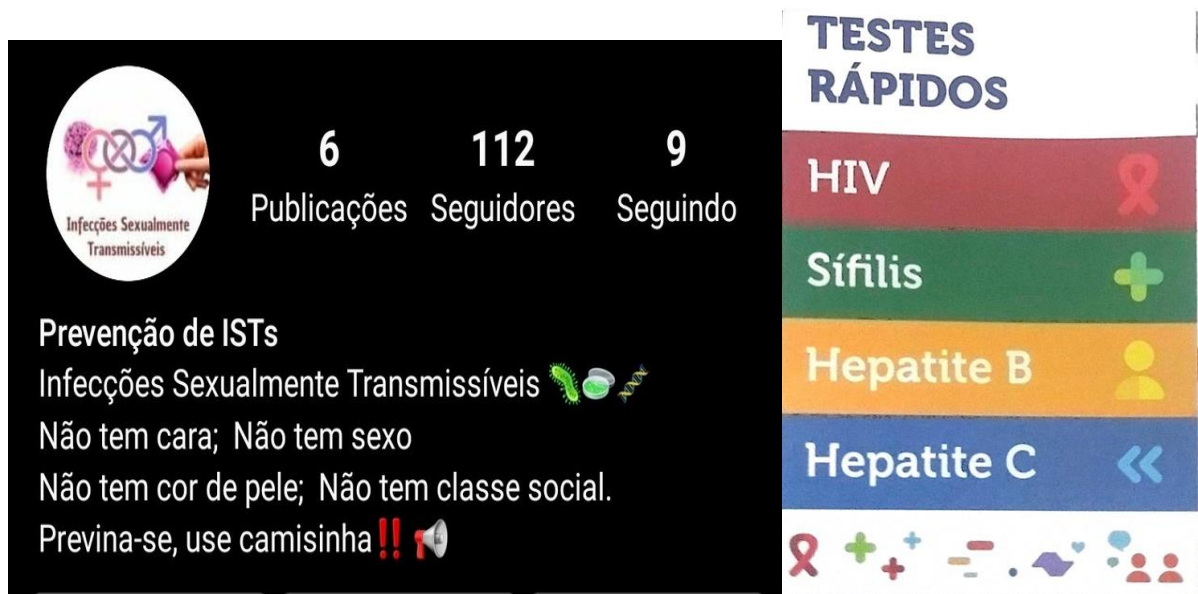 Infecções Sexualmente
Transmissíveis
6 112 9
Publicações Seguidores Seguindo
Prevenção de ISTs
Infecções Sexualmente Transmissíveis
Não tem cara; Não tem sexo
Não tem cor de pele; Não tem classe social.
Previna-se, use camisinha‼️
TESTES
RÁPIDOS
HIV
Sífilis
Hepatite B
Hepatite C